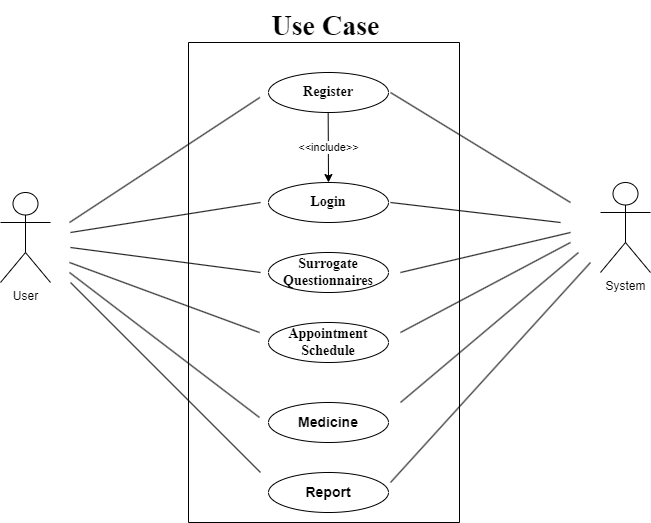 Use Case
Register
<<include>>
Login
Surrogate
Questionnaires
Appointment
Schedule
Medicine
Report
User
System